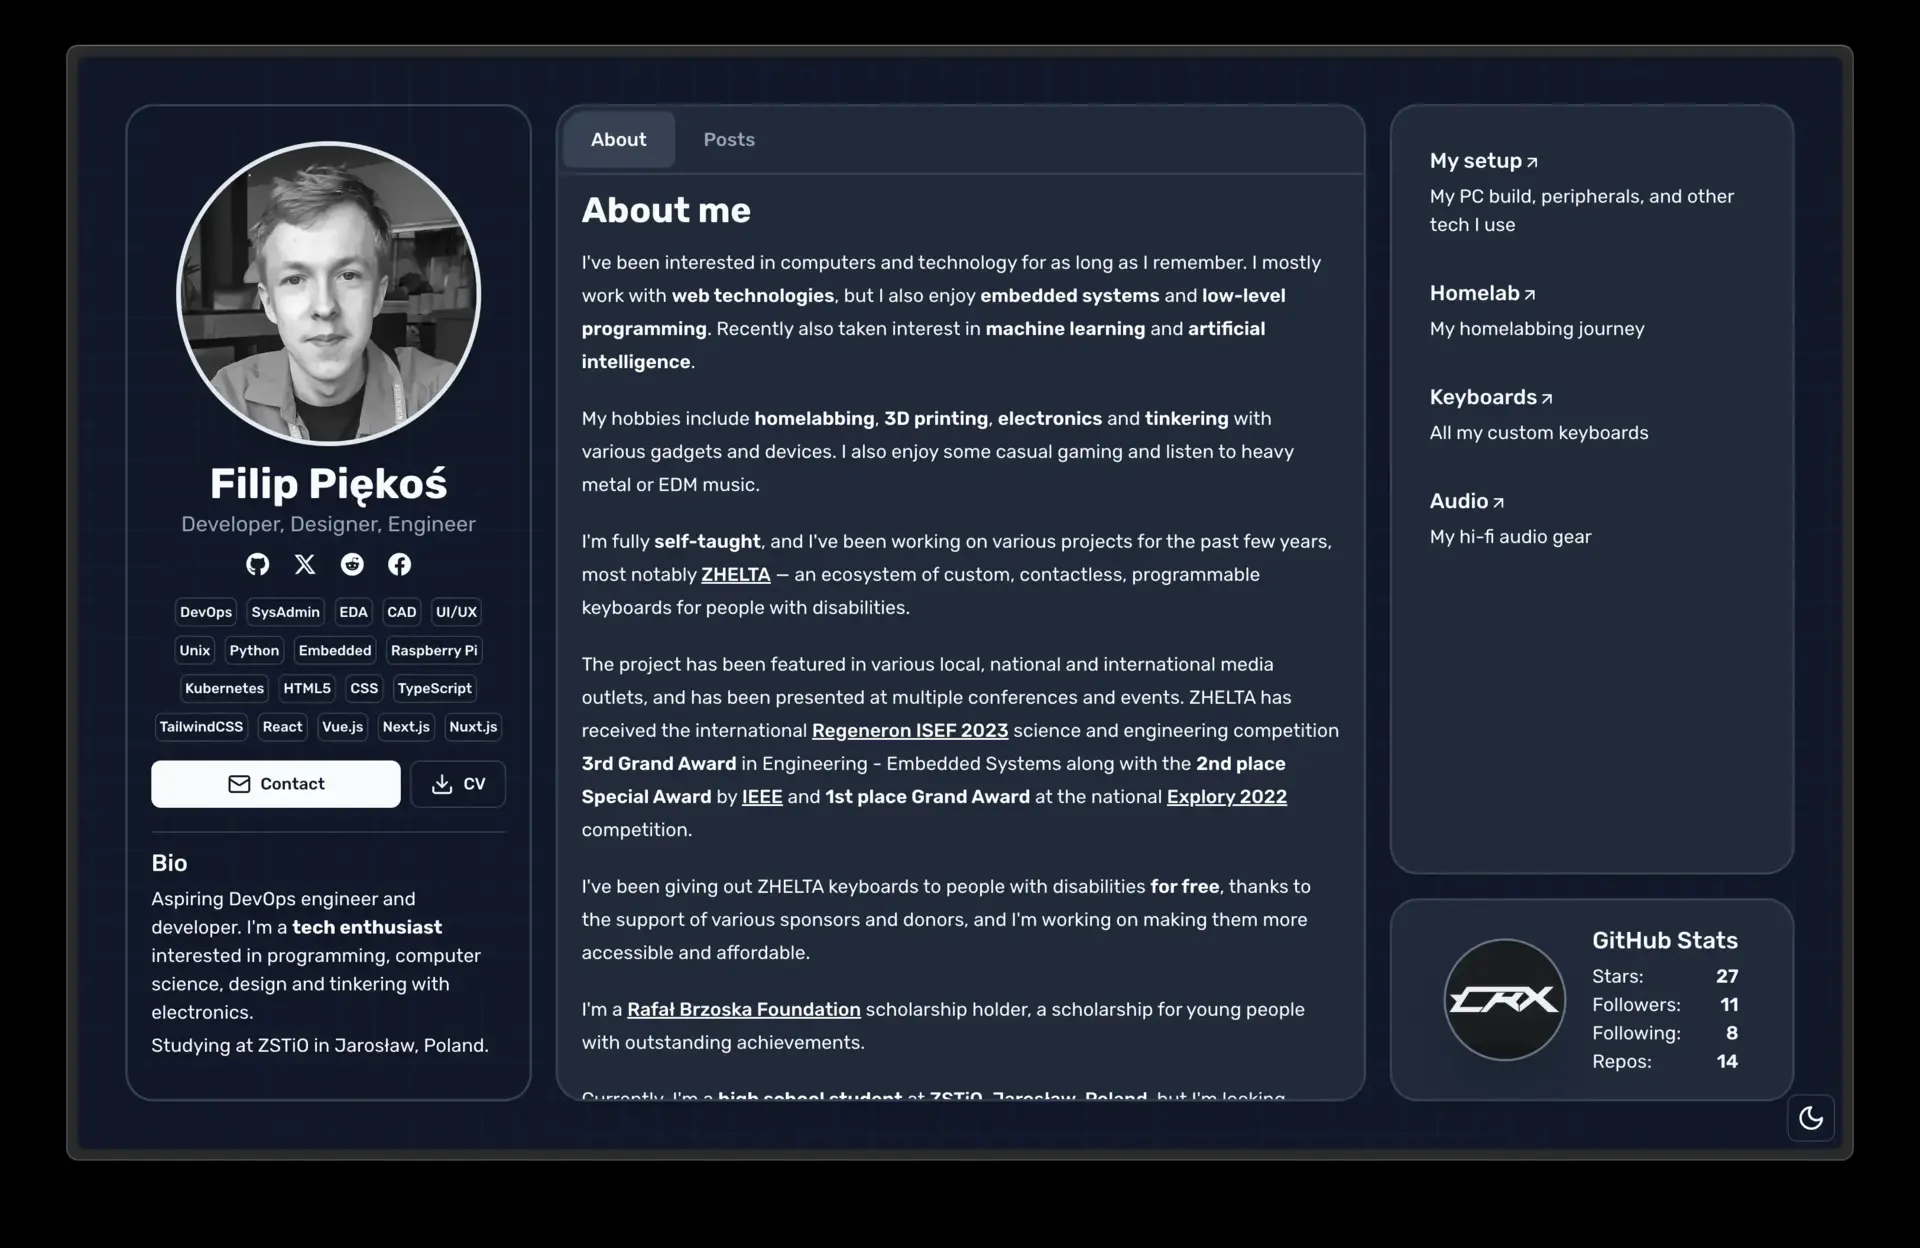 Filip Piękoś
Developer, Designer, Engineer
DevOps SysAdmin EDA CAD UI/UX
Unix Python Embedded Raspberry Pi
Kubernetes HTML5 CSS TypeScript
TailwindCSS React Vue.js Next.js Nuxt.js
Contact CV
Bio
Aspiring DevOps engineer and
developer. I'm a tech enthusiast
interested in programming, computer
science, design and tinkering with
electronics.
Studying at ZSTiO in Jarosław, Poland.
About Posts
About me
I've been interested in computers and technology for as long as I remember. I mostly
work with web technologies, but I also enjoy embedded systems and low-level
programming. Recently also taken interest in machine learning and artificial
intelligence.
My hobbies include homelabbing, 3D printing, electronics and tinkering with
various gadgets and devices. I also enjoy some casual gaming and listen to heavy
metal or EDM music.
I'm fully self-taught, and I've been working on various projects for the past few years,
most notably ZHELTA — an ecosystem of custom, contactless, programmable
keyboards for people with disabilities.
The project has been featured in various local, national and international media
outlets, and has been presented at multiple conferences and events. ZHELTA has
received the international Regeneron ISEF 2023 science and engineering competition
3rd Grand Award in Engineering - Embedded Systems along with the 2nd place
Special Award by IEEE and 1st place Grand Award at the national Explory 2022
competition.
I've been giving out ZHELTA keyboards to people with disabilities for free, thanks to
the support of various sponsors and donors, and I'm working on making them more
accessible and affordable.
I'm a Rafał Brzoska Foundation scholarship holder, a scholarship for young people
with outstanding achievements.
Currently, I'm a high school student at ZSTiO, Jarosław, Poland, but I'm looking
My setup
My PC build, peripherals, and other
tech I use
Homelab
My homelabbing journey
Keyboards
All my custom keyboards
Audio
My hi-fi audio gear
CRX
GitHub Stats
Stars: 27
Followers: 11
Following: 8
Repos: 14